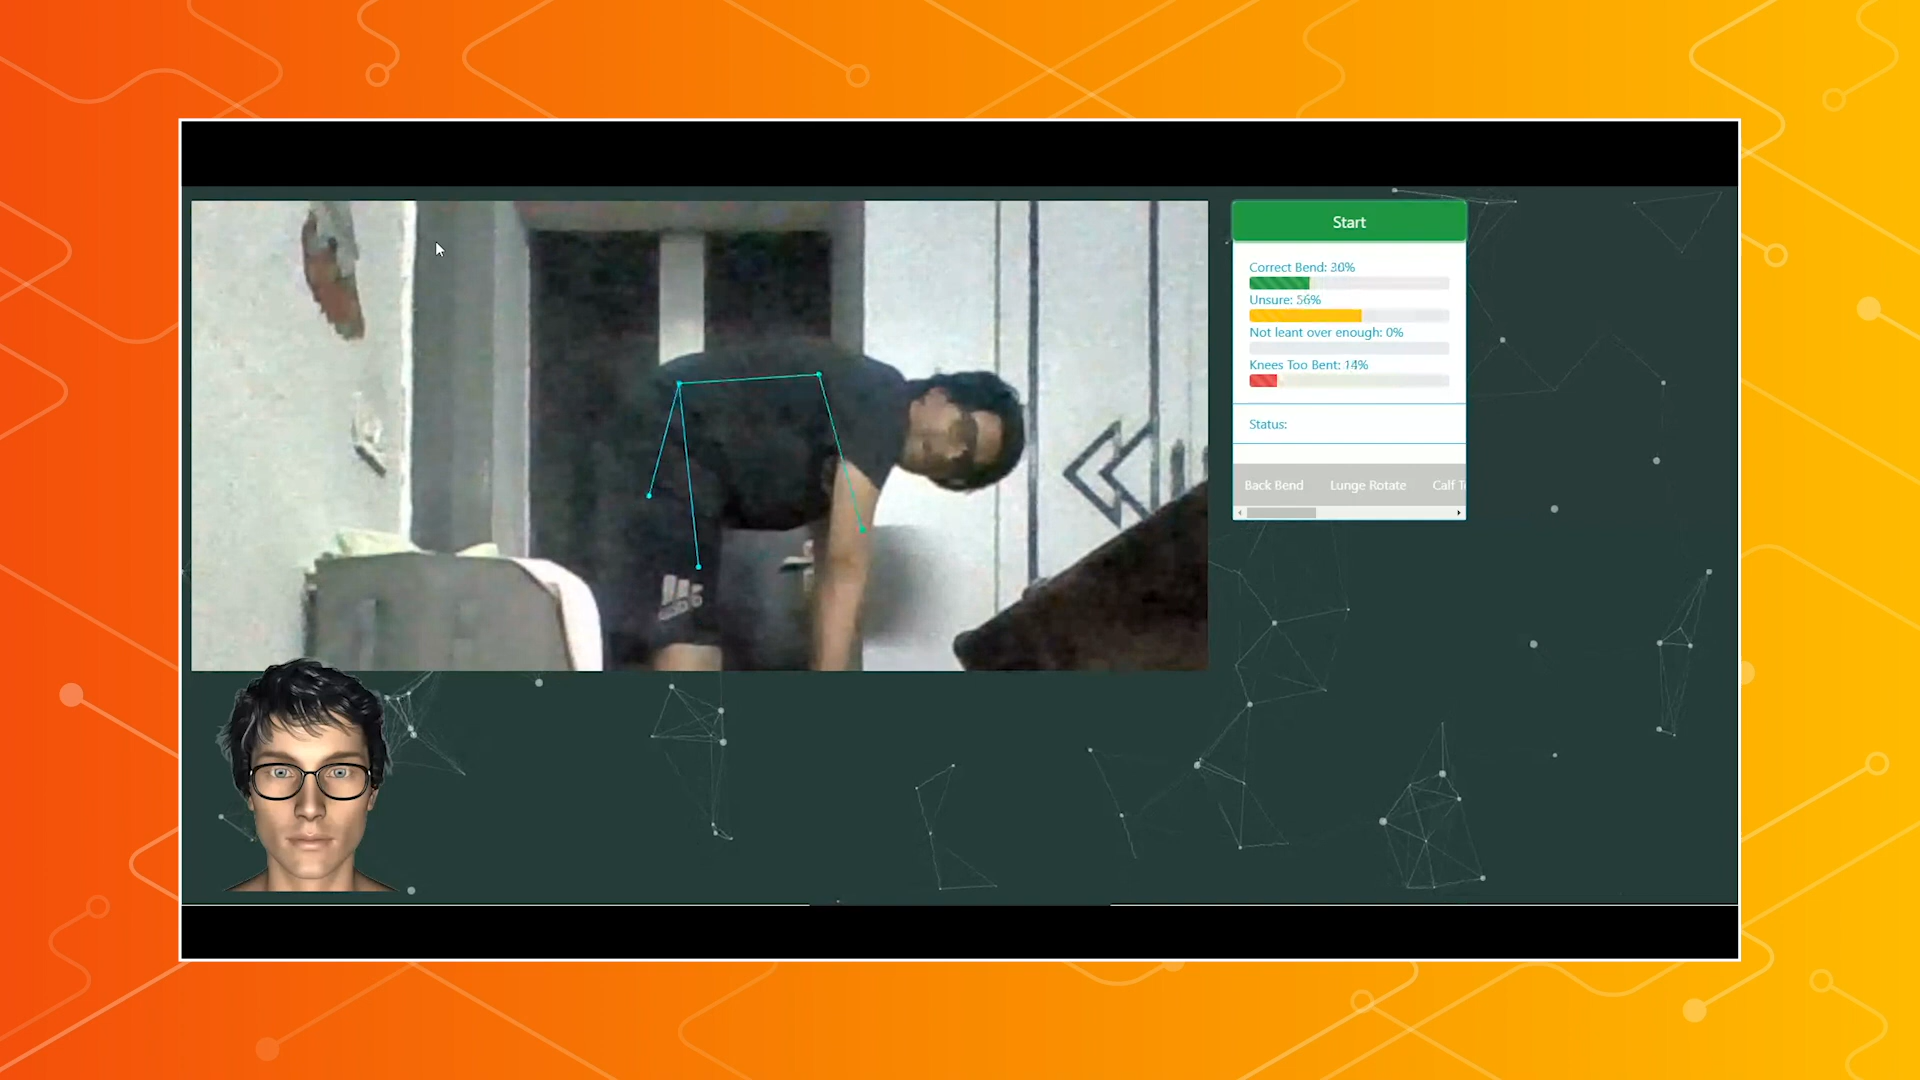 Start
Correct Bend: 30%
Unsure: 56%
Not leant over enough: 0%
Knees Too Bent: 14%
Status:
Back Bend Lunge Rotate Calf T